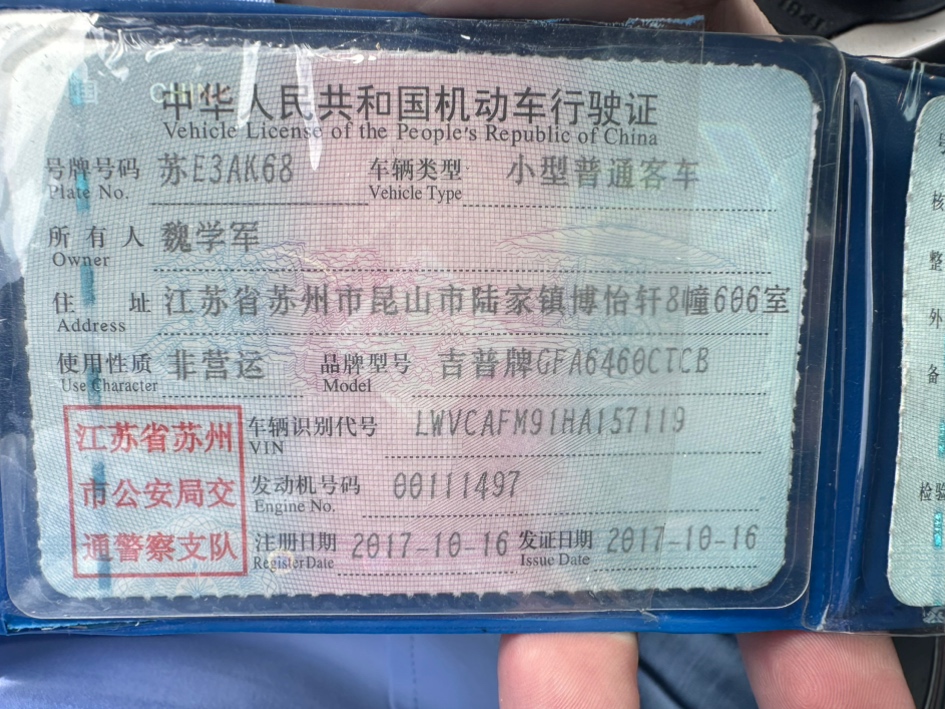 中华人民共和国机动车行驶证
Vehicle License of the People's Republic of China
号牌号码 苏E3AK68 车辆类型 小型普通客车
Plate No. Vehicle Type
所有人 魏学军
Owner
住址 江苏省苏州市昆山市陆家镇博怡轩8幢606室
Address
使用性质 非营运 品牌型号 吉普牌GFA6460CTCB
Use Character Model
江苏省苏州
市公安局交
通警察支队
车辆识别代号 LWVCAFM91HA157119
VIN
发动机号码 00111497
Engine No.
注册日期 2017-10-16 发证日期 2017-10-16
Register Date Issue Date
号
核
整
外
备
检验